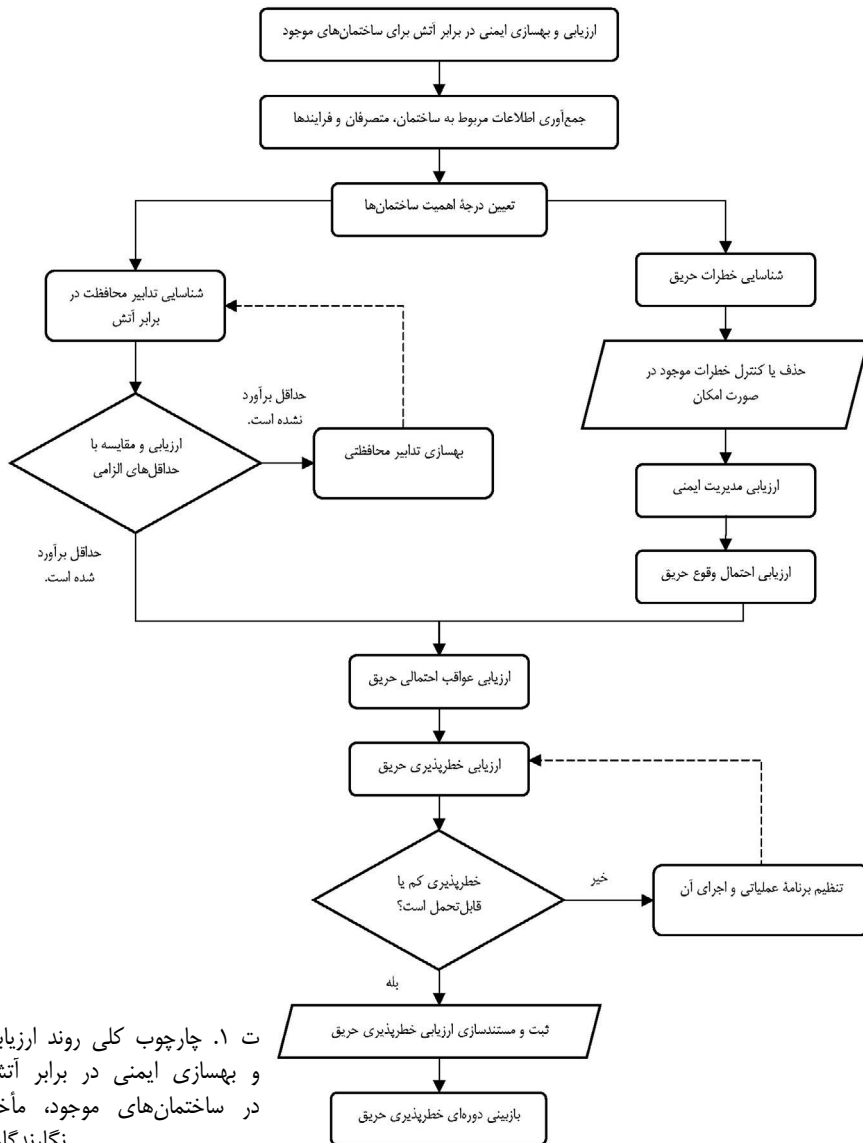 ارزیابی و بهسازی ایمنی در برابر آتش برای ساختمان‌های موجود
جمع‌آوری اطلاعات مربوط به ساختمان، متصرفان و فرایندها
تعیین درجۀ اهمیت ساختمان‌ها
شناسایی خطرات حریق
حذف یا کنترل خطرات موجود در
صورت امکان
ارزیابی مدیریت ایمنی
ارزیابی احتمال وقوع حریق
شناسایی تدابیر محافظت در
برابر آتش
ارزیابی و مقایسه با
حداقل‌های الزامی
حداقل برآورد
نشده است.
بهسازی تدابیر محافظتی
حداقل برآورد
شده است.
ارزیابی عواقب احتمالی حریق
ارزیابی خطرپذیری حریق
خطرپذیری کم یا
قابل‌تحمل است؟
خیر
تنظیم برنامۀ عملیاتی و اجرای آن
بله
ثبت و مستندسازی ارزیابی خطرپذیری حریق
بازبینی دوره‌ای خطرپذیری حریق
ت ۱. چارچوب کلی روند
و بهسازی ایمنی در برابر
در ساختمان‌های موجود،